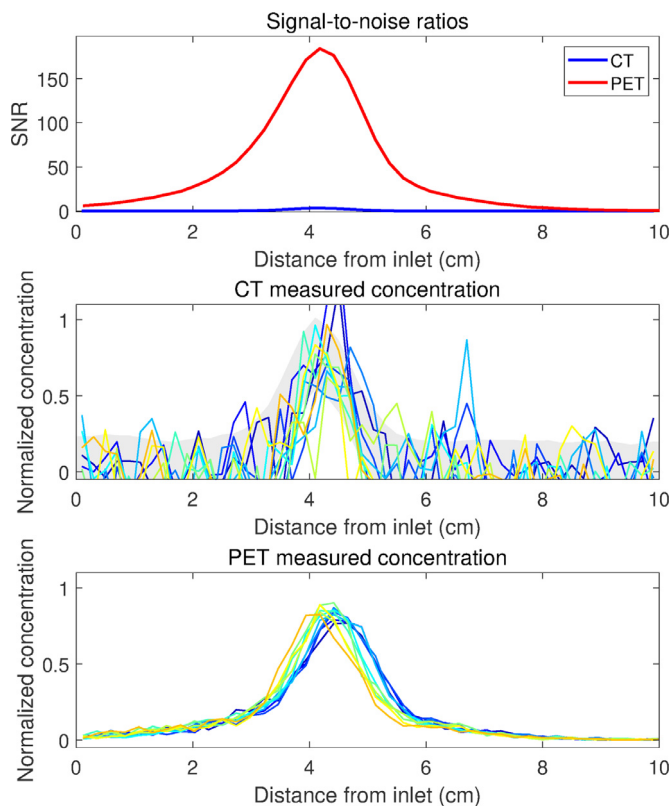 Signal-to-noise ratios
150
100
50
0
SNR
CT
PET
0 2 4 6 8 10
Distance from inlet (cm)
CT measured concentration
1
0.5
0
Normalized concentration
0 2 4 6 8 10
Distance from inlet (cm)
PET measured concentration
1
0.5
0
Normalized concentration
0 2 4 6 8 10
Distance from inlet (cm)